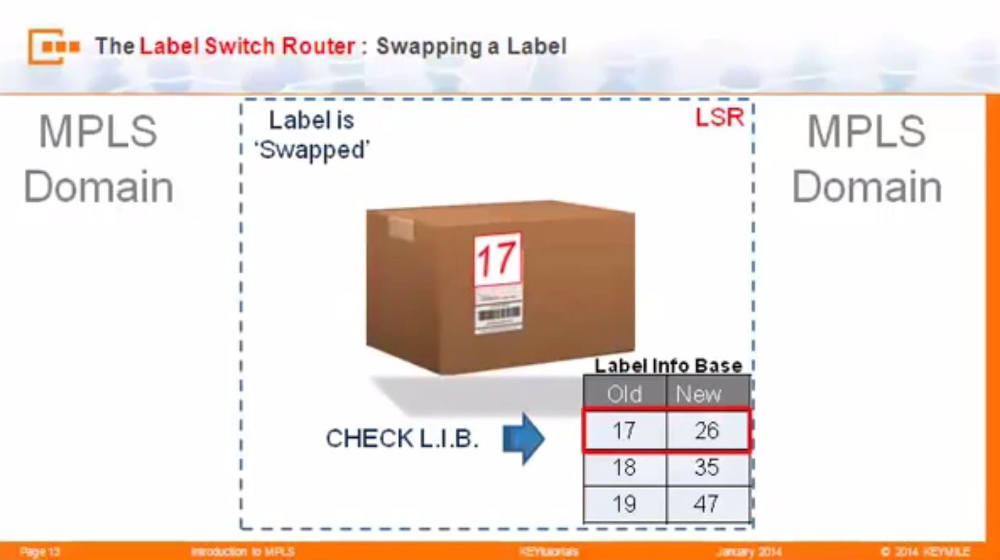 The Label Switch Router : Swapping a Label
MPLS
Domain
Label is
‘Swapped’
LSR
MPLS
Domain
17
CHECK L.I.B.
Label Info Base
Old New
17 26
18 35
19 47
Page 13 Introduction to MPLS KEYtutorials January 2014 © 2014 KEYMILE